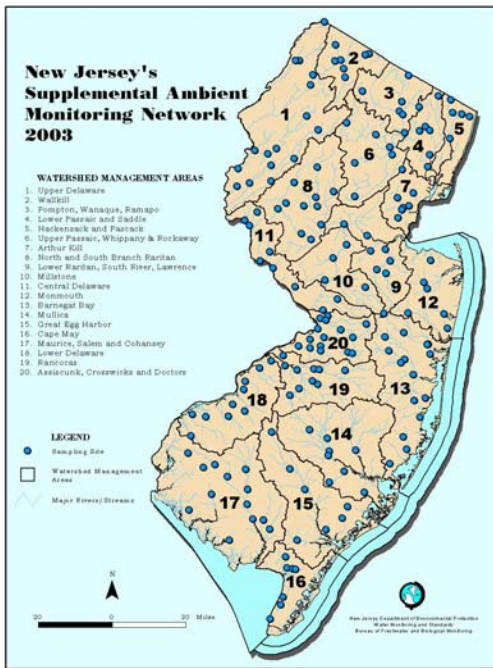 New Jersey's
Supplemental Ambient
Monitoring Network
2003
WATERSHED MANAGEMENT AREAS
1. Upper Delaware
2. Wallkill
3. Pompton, Wanaque, Ramapo
4. Lower Passaic and Saddle
5. Hackensack and Pascack
6. Upper Passaic, Whippany & Rockaway
7. Arthur Kill
8. North and South Branch Raritan
9. Lower Raritan, South River, Lawrence
10. Millstone
11. Central Delaware
12. Monmouth
13. Barnegat Bay
14. Mullica
15. Great Egg Harbor
16. Cape May
17. Maurice, Salem and Cohansey
18. Lower Delaware
19. Rancocas
20. Assiscunk, Crosswicks and Doctors
LEGEND
Sampling Site
Watershed Management
Areas
Major Rivers/Streams
N
20 0 20 Miles
New Jersey Department of Environmental Protection
Water Monitoring and Standards
Bureau of Freshwater and Biological Monitoring
2
1
3
5
4
6
7
8
11
10
9
12
20
19
13
18
14
17
15
16